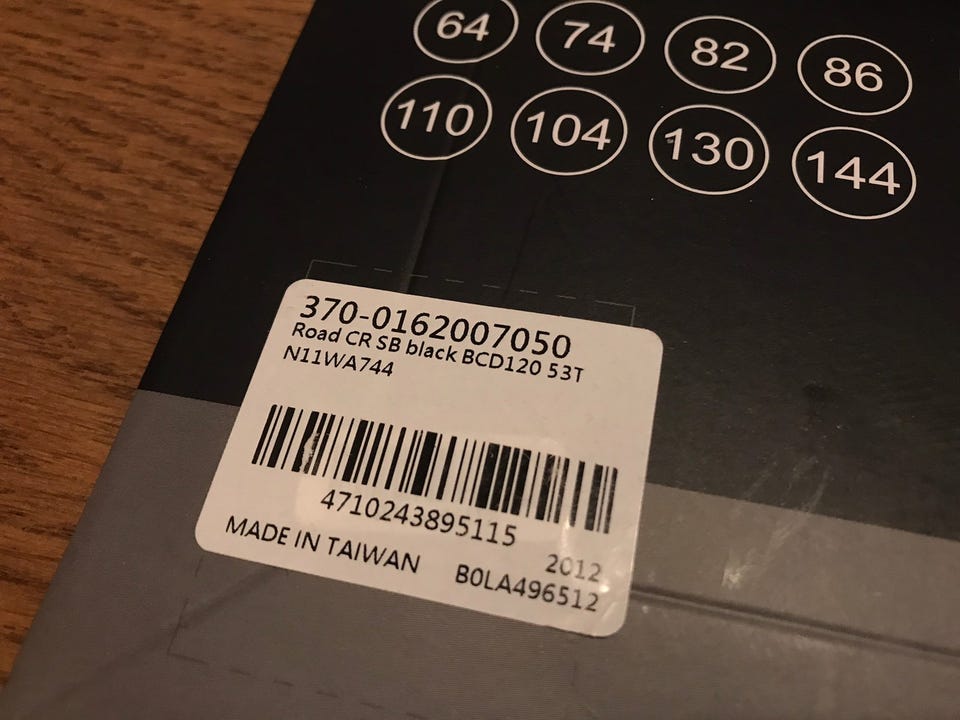 64 74 82 86
110 104 130 144
370-0162007050
Road CR SB black BCD120 53T
N11WA744
4710243895115
MADE IN TAIWAN
2012
B0LA496512